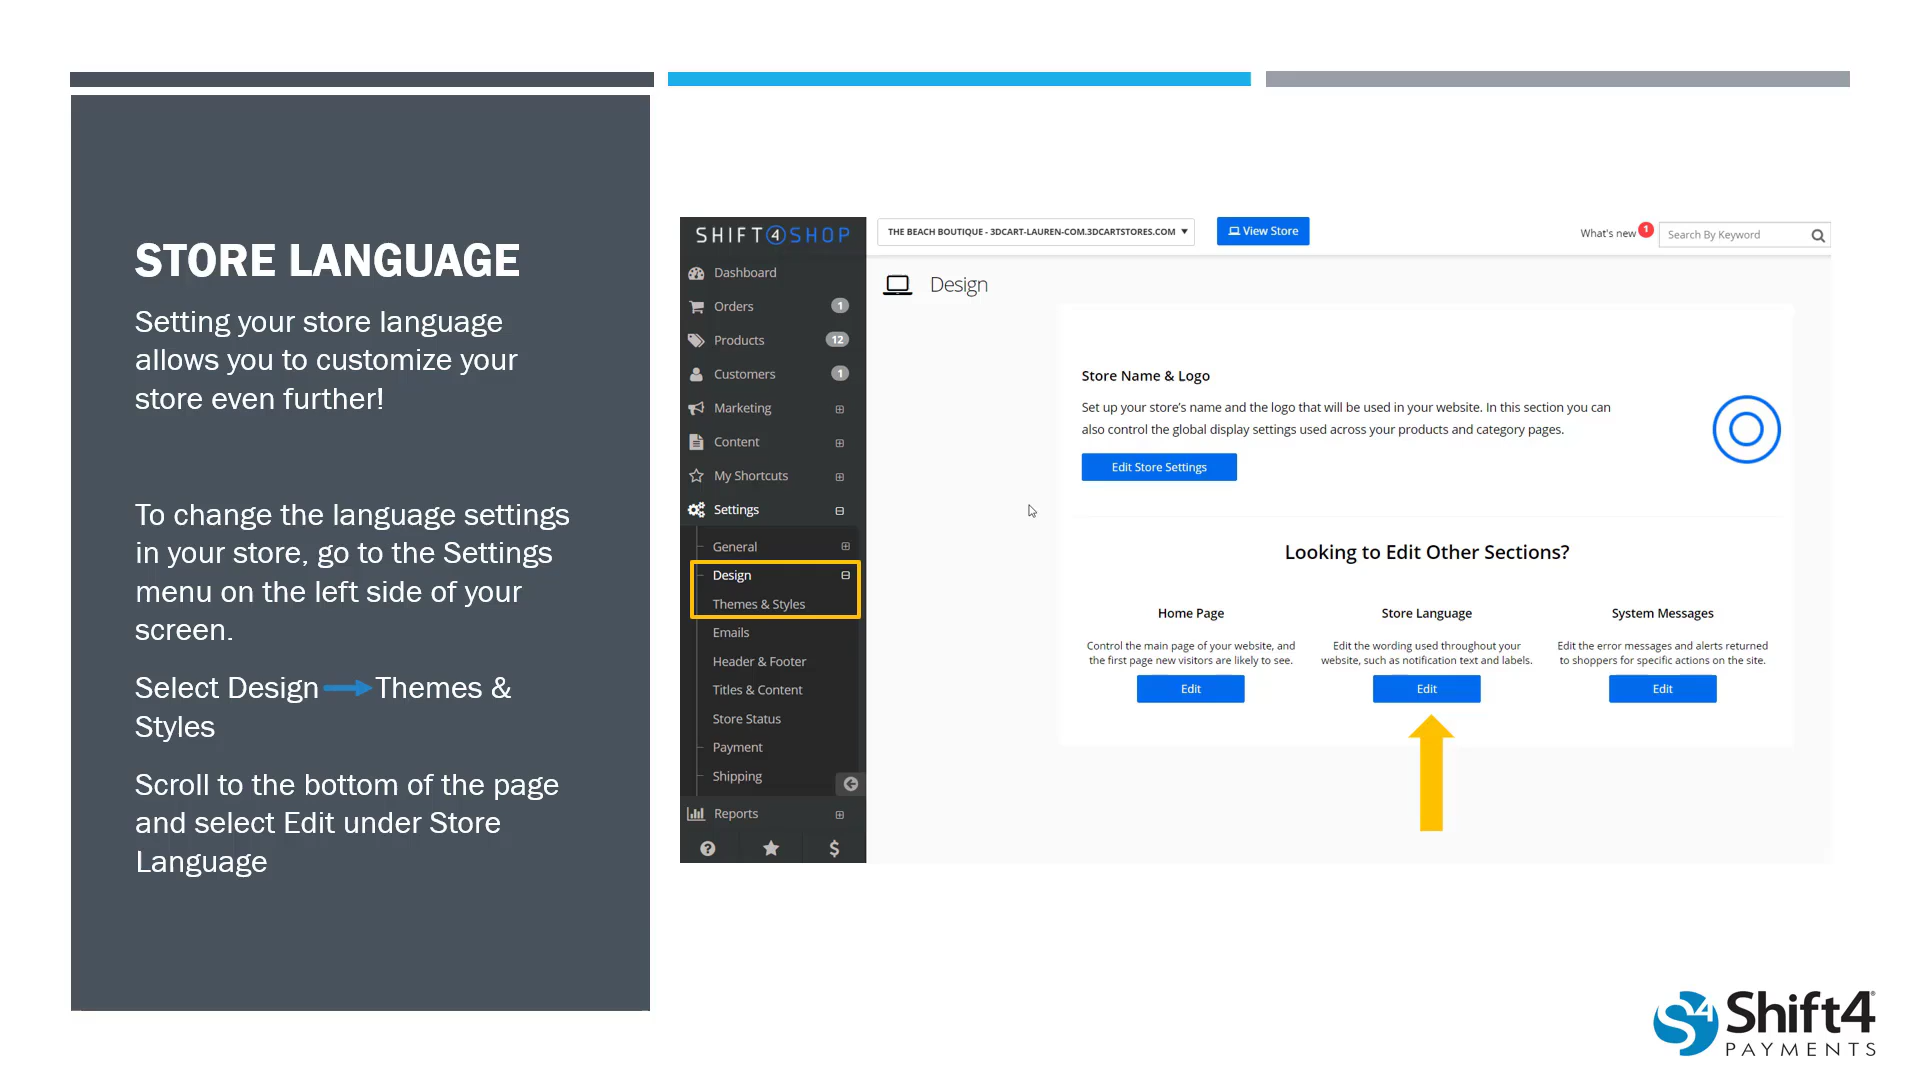 STORE LANGUAGE
Setting your store language
allows you to customize your
store even further!
To change the language settings
in your store, go to the Settings
menu on the left side of your
screen.
Select Design Themes &
Styles
Scroll to the bottom of the page
and select Edit under Store
Language
SHIFT4SHOP
Dashboard
Orders 1
Products 12
Customers 1
Marketing
Content
My Shortcuts
Settings
General
Design
Themes & Styles
Emails
Header & Footer
Titles & Content
Store Status
Payment
Shipping
Reports
THE BEACH BOUTIQUE - 3DCART-LAUREN-COM.3DCARTSTORES.COM
View Store
What's new 1
Search By Keyword
Design
Store Name & Logo
Set up your store's name and the logo that will be used in your website. In this section you can
also control the global display settings used across your products and category pages.
Edit Store Settings
Looking to Edit Other Sections?
Home Page
Control the main page of your website, and
the first page new visitors are likely to see.
Edit
Store Language
Edit the wording used throughout your
website, such as notification text and labels.
Edit
System Messages
Edit the error messages and alerts returned
to shoppers for specific actions on the site.
Edit
S4 Shift4
PAYMENTS